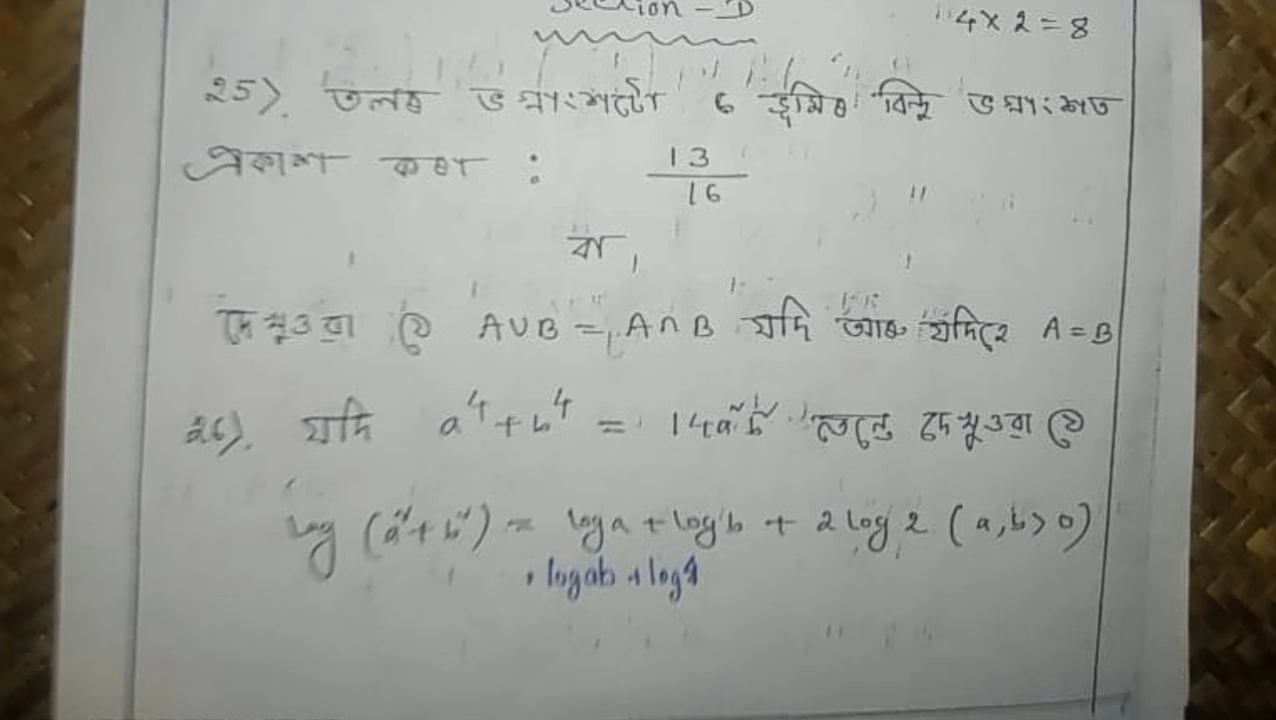 Section - D
4 × 2 = 8
25). তলৰ ভগ্নাংশটো ৬ ভূমিৰ বিন্দু ভগ্নাংশত
প্ৰকাশ কৰা : 13/16
বা,
দেখুওৱা যে A∪B = A∩B যদি আৰু যদিহে A = B
26). যদি a⁴ + b⁴ = 14a²b² তেন্তে দেখুওৱা যে
log (a² + b²) = log a + log b + 2 log 2 (a, b > 0)
log ab + log 4